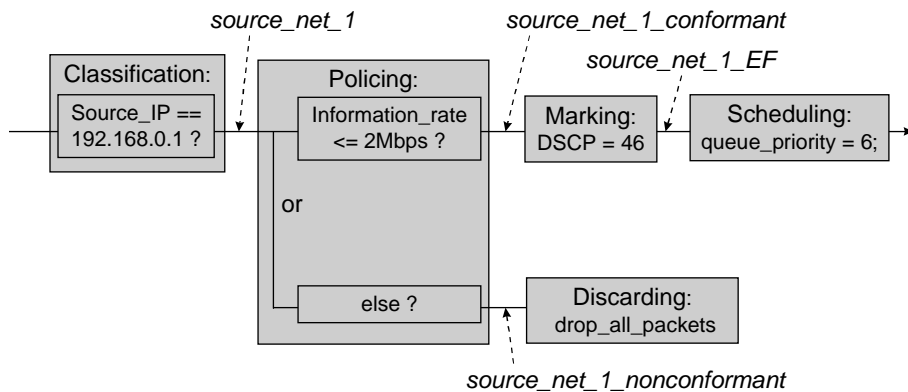 source_net_1
source_net_1_conformant
source_net_1_EF
Classification:
Source_IP ==
192.168.0.1 ?
Policing:
Information_rate
<= 2Mbps ?
Marking:
DSCP = 46
Scheduling:
queue_priority = 6;
or
else ?
Discarding:
drop_all_packets
source_net_1_nonconformant